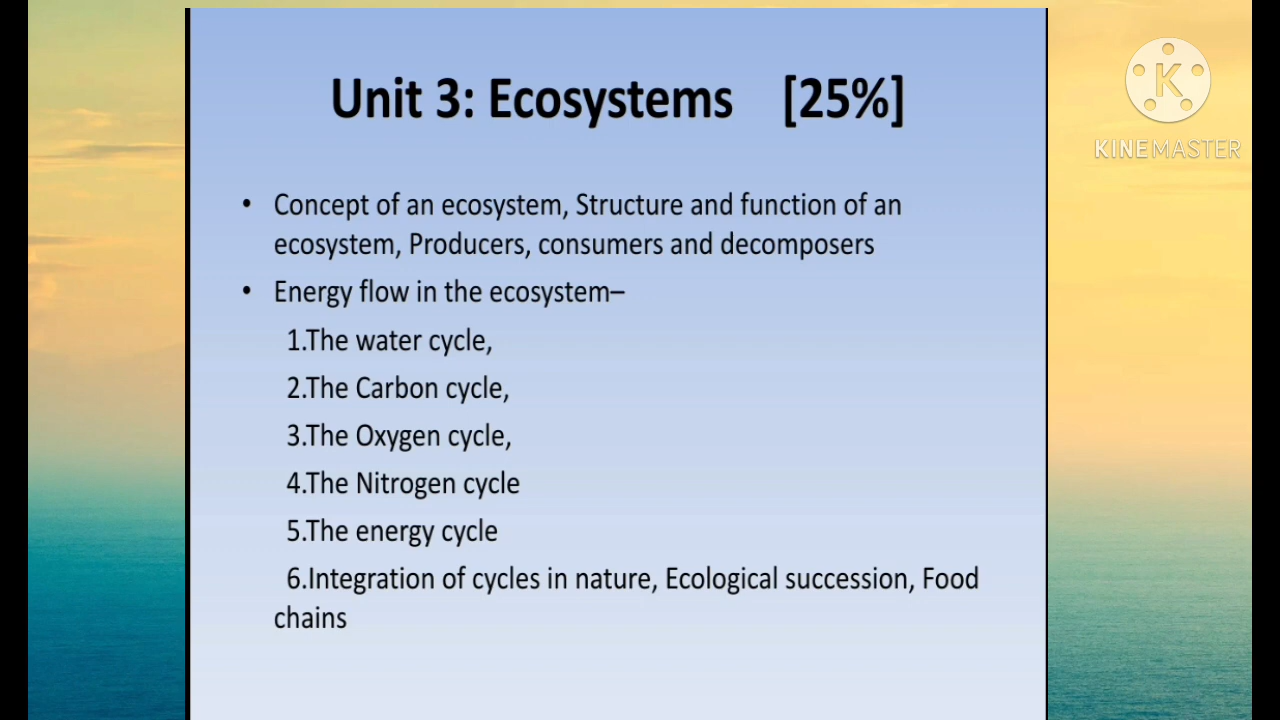 Unit 3: Ecosystems [25%]
K
KINEMASTER
• Concept of an ecosystem, Structure and function of an
ecosystem, Producers, consumers and decomposers
• Energy flow in the ecosystem–
1.The water cycle,
2.The Carbon cycle,
3.The Oxygen cycle,
4.The Nitrogen cycle
5.The energy cycle
6.Integration of cycles in nature, Ecological succession, Food
chains